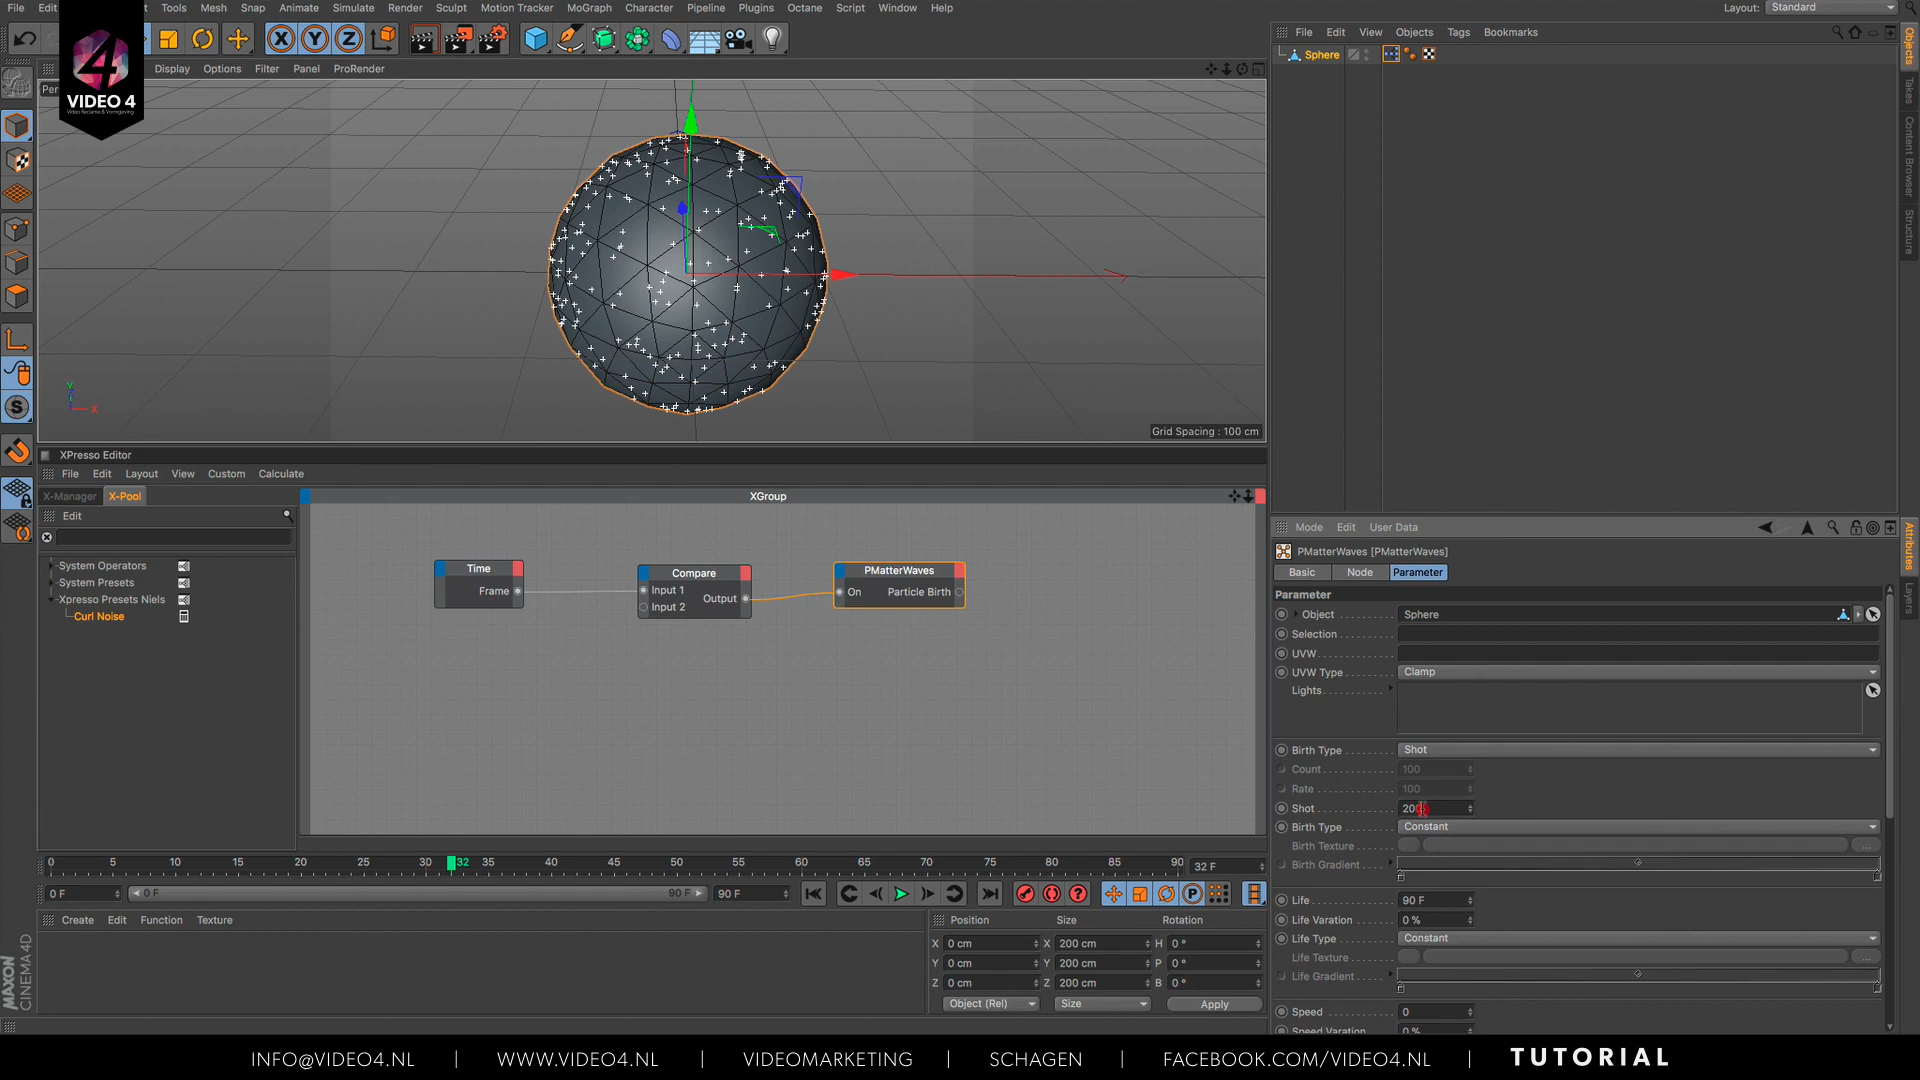 File Edit Tools Mesh Snap Animate Simulate Render Sculpt Motion Tracker MoGraph Character Pipeline Plugins Octane Script Window Help
Layout: Standard
VIDEO 4
Display Options Filter Panel ProRender
Grid Spacing : 100 cm
File Edit View Objects Tags Bookmarks
Sphere
Objects
Takes
Content Browser
Structure
XPresso Editor
File Edit Layout View Custom Calculate
X-Manager X-Pool
Edit
System Operators
System Presets
Xpresso Presets Niels
Curl Noise
XGroup
Time
Frame
Compare
Input 1
Input 2
Output
PMatterWaves
On Particle Birth
Mode Edit User Data
PMatterWaves [PMatterWaves]
Basic Node Parameter
Parameter
Object Sphere
Selection
UVW
UVW Type Clamp
Lights
Birth Type Shot
Count 100
Rate 100
Shot
Birth Type Constant
Birth Texture ...
Birth Gradient
Life 90 F
Life Varation 0 %
Life Type Constant
Life Texture ...
Life Gradient
Speed 0
Speed Varation 0 %
Attributes
Layers
0 5 10 15 20 25 30 32 35 40 45 50 55 60 65 70 75 80 85 90 32 F
0 F 0 F 90 F 90 F
Create Edit Function Texture
Position Size Rotation
X 0 cm X 200 cm H 0 °
Y 0 cm Y 200 cm P 0 °
Z 0 cm Z 200 cm B 0 °
Object (Rel) Size Apply
MAXON
CINEMA 4D
INFO@VIDEO4.NL | WWW.VIDEO4.NL | VIDEOMARKETING | SCHAGEN | FACEBOOK.COM/VIDEO4.NL | TUTORIAL